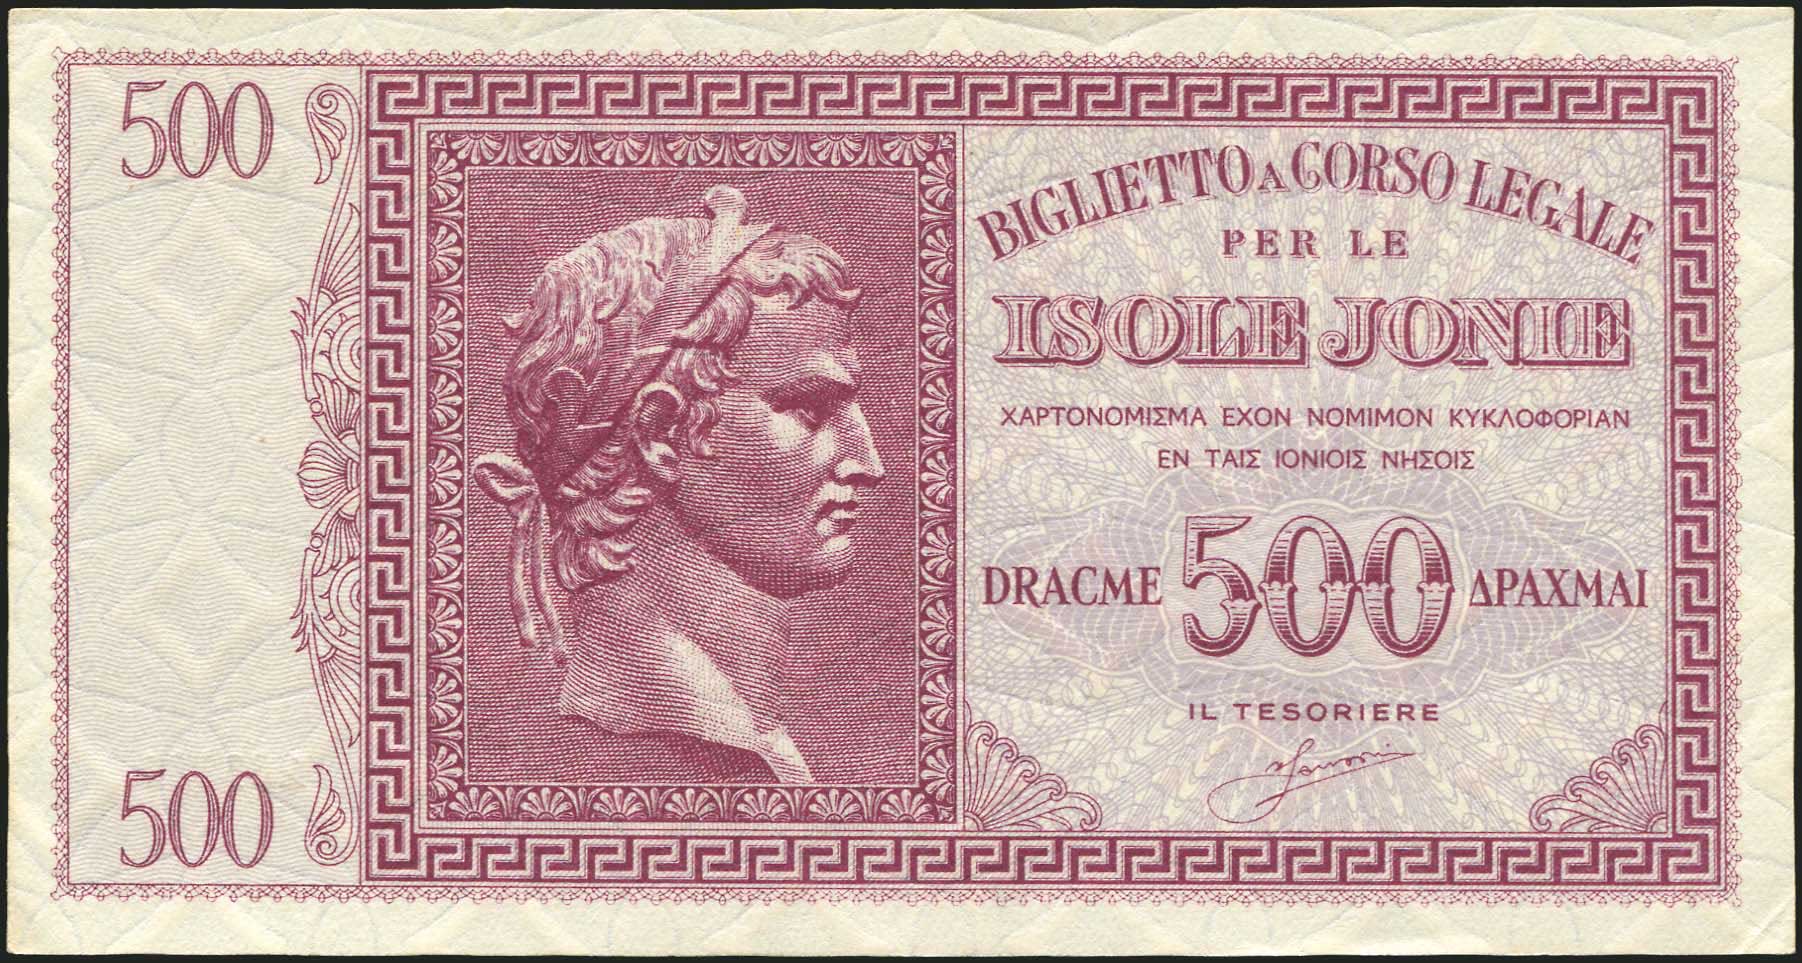 500
BIGLIETTO A CORSO LEGALE
PER LE
ISOLE JONIE
ΧΑΡΤΟΝΟΜΙΣΜΑ ΕΧΟΝ ΝΟΜΙΜΟΝ ΚΥΚΛΟΦΟΡΙΑΝ
ΕΝ ΤΑΙΣ ΙΟΝΙΟΙΣ ΝΗΣΟΙΣ
DRACME 500 ΔΡΑΧΜΑΙ
IL TESORIERE
500